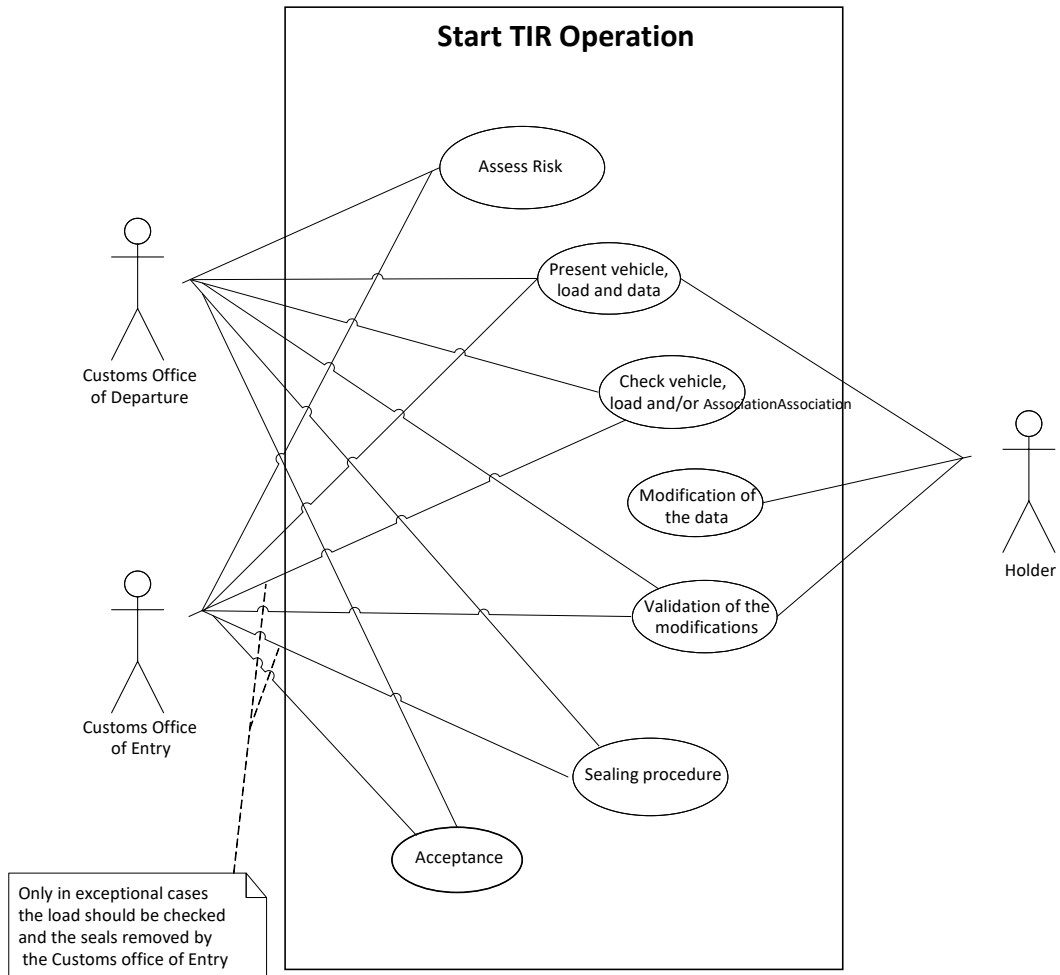 Start TIR Operation
Assess Risk
Present vehicle,
load and data
Customs Office
of Departure
Check vehicle,
load and/or AssociationAssociation
Modification of
the data
Holder
Validation of the
modifications
Customs Office
of Entry
Sealing procedure
Acceptance
Only in exceptional cases
the load should be checked
and the seals removed by
the Customs office of Entry